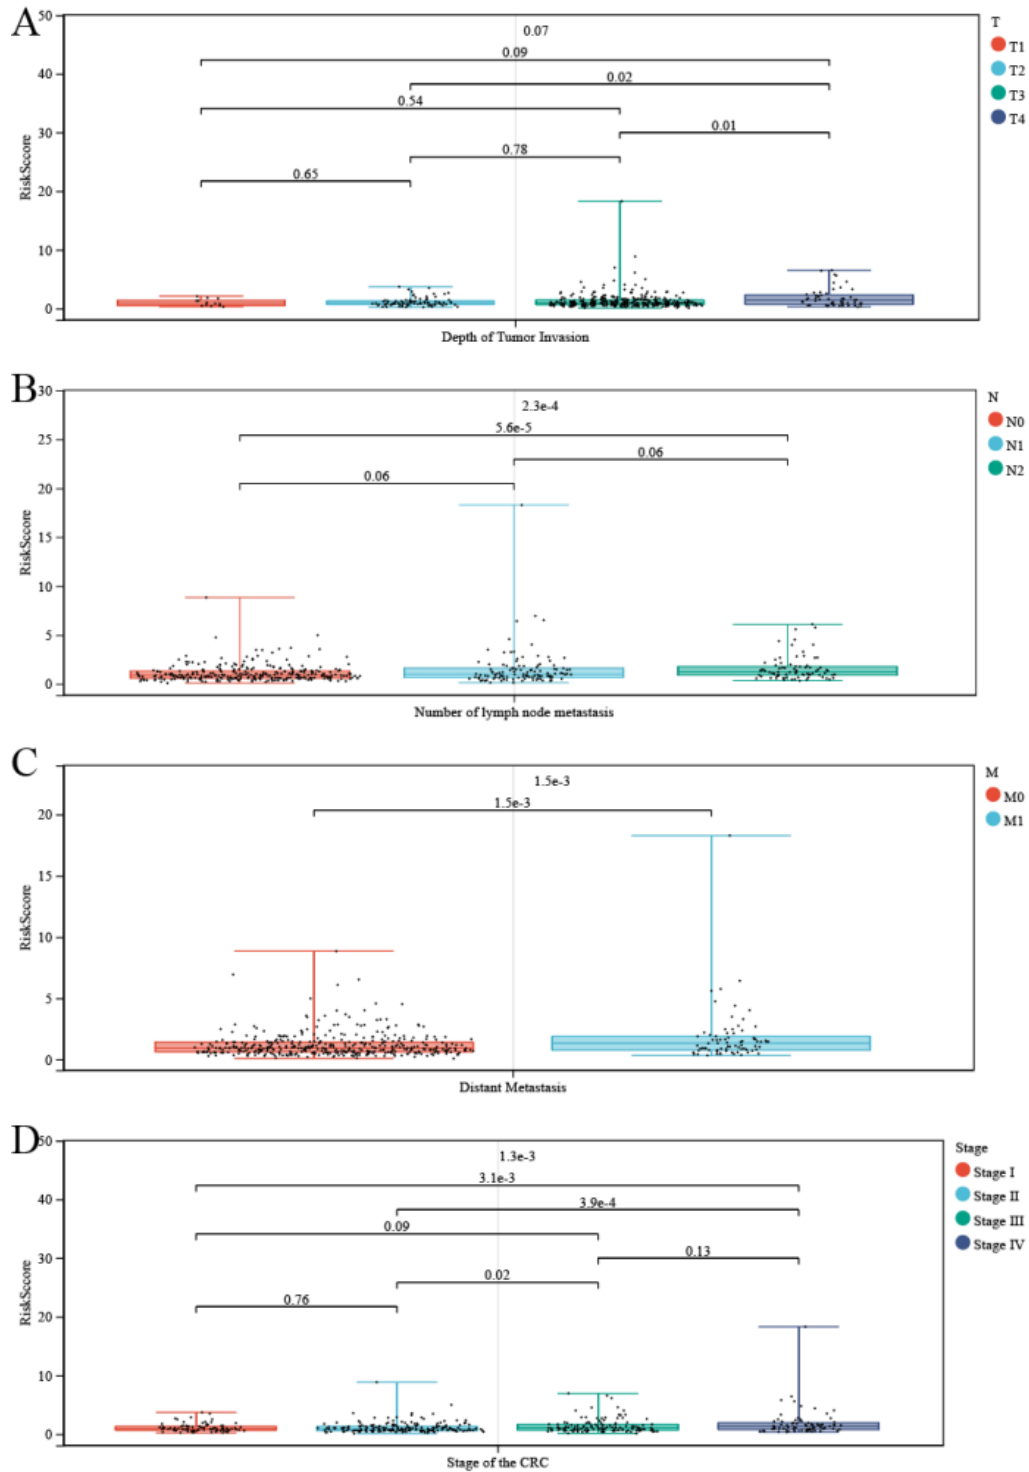 A
50
0.07
T
0.09
T1
40
0.02
T2
0.54
T3
30
0.01
T4
0.78
0.65
20
10
0
RiskSccore
Depth of Tumor Invasion
B
30
2.3e-4
N
5.6e-5
N0
25
0.06
N1
0.06
N2
20
15
10
5
0
RiskSccore
Number of lymph node metastasis
C
1.5e-3
M
1.5e-3
M0
20
M1
15
10
5
0
RiskSccore
Distant Metastasis
D
50
1.3e-3
Stage
3.1e-3
Stage I
40
3.9e-4
Stage II
0.09
Stage III
30
0.13
Stage IV
0.02
0.76
20
10
0
RiskSccore
Stage of the CRC